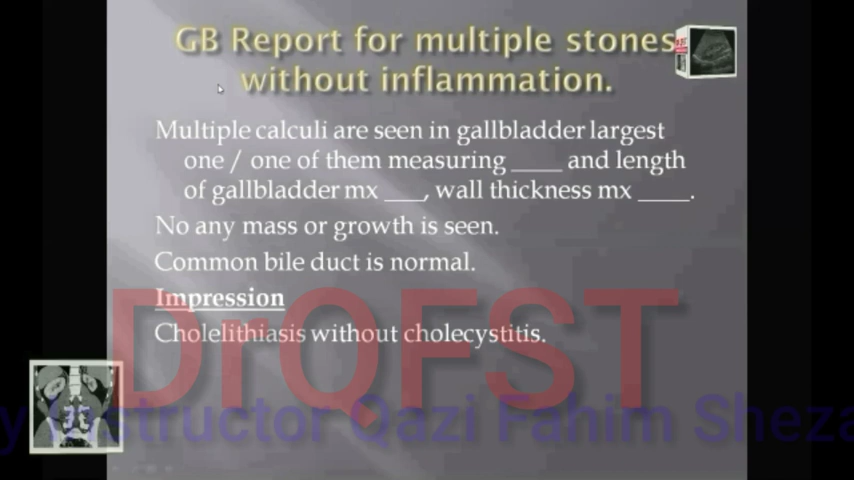 GB Report for multiple stones
without inflammation.
Multiple calculi are seen in gallbladder largest
one / one of them measuring ____ and length
of gallbladder mx ___, wall thickness mx ____.
No any mass or growth is seen.
Common bile duct is normal.
Impression
Cholelithiasis without cholecystitis.
DrQFST
y Instructor Qazi Fahim Sheza